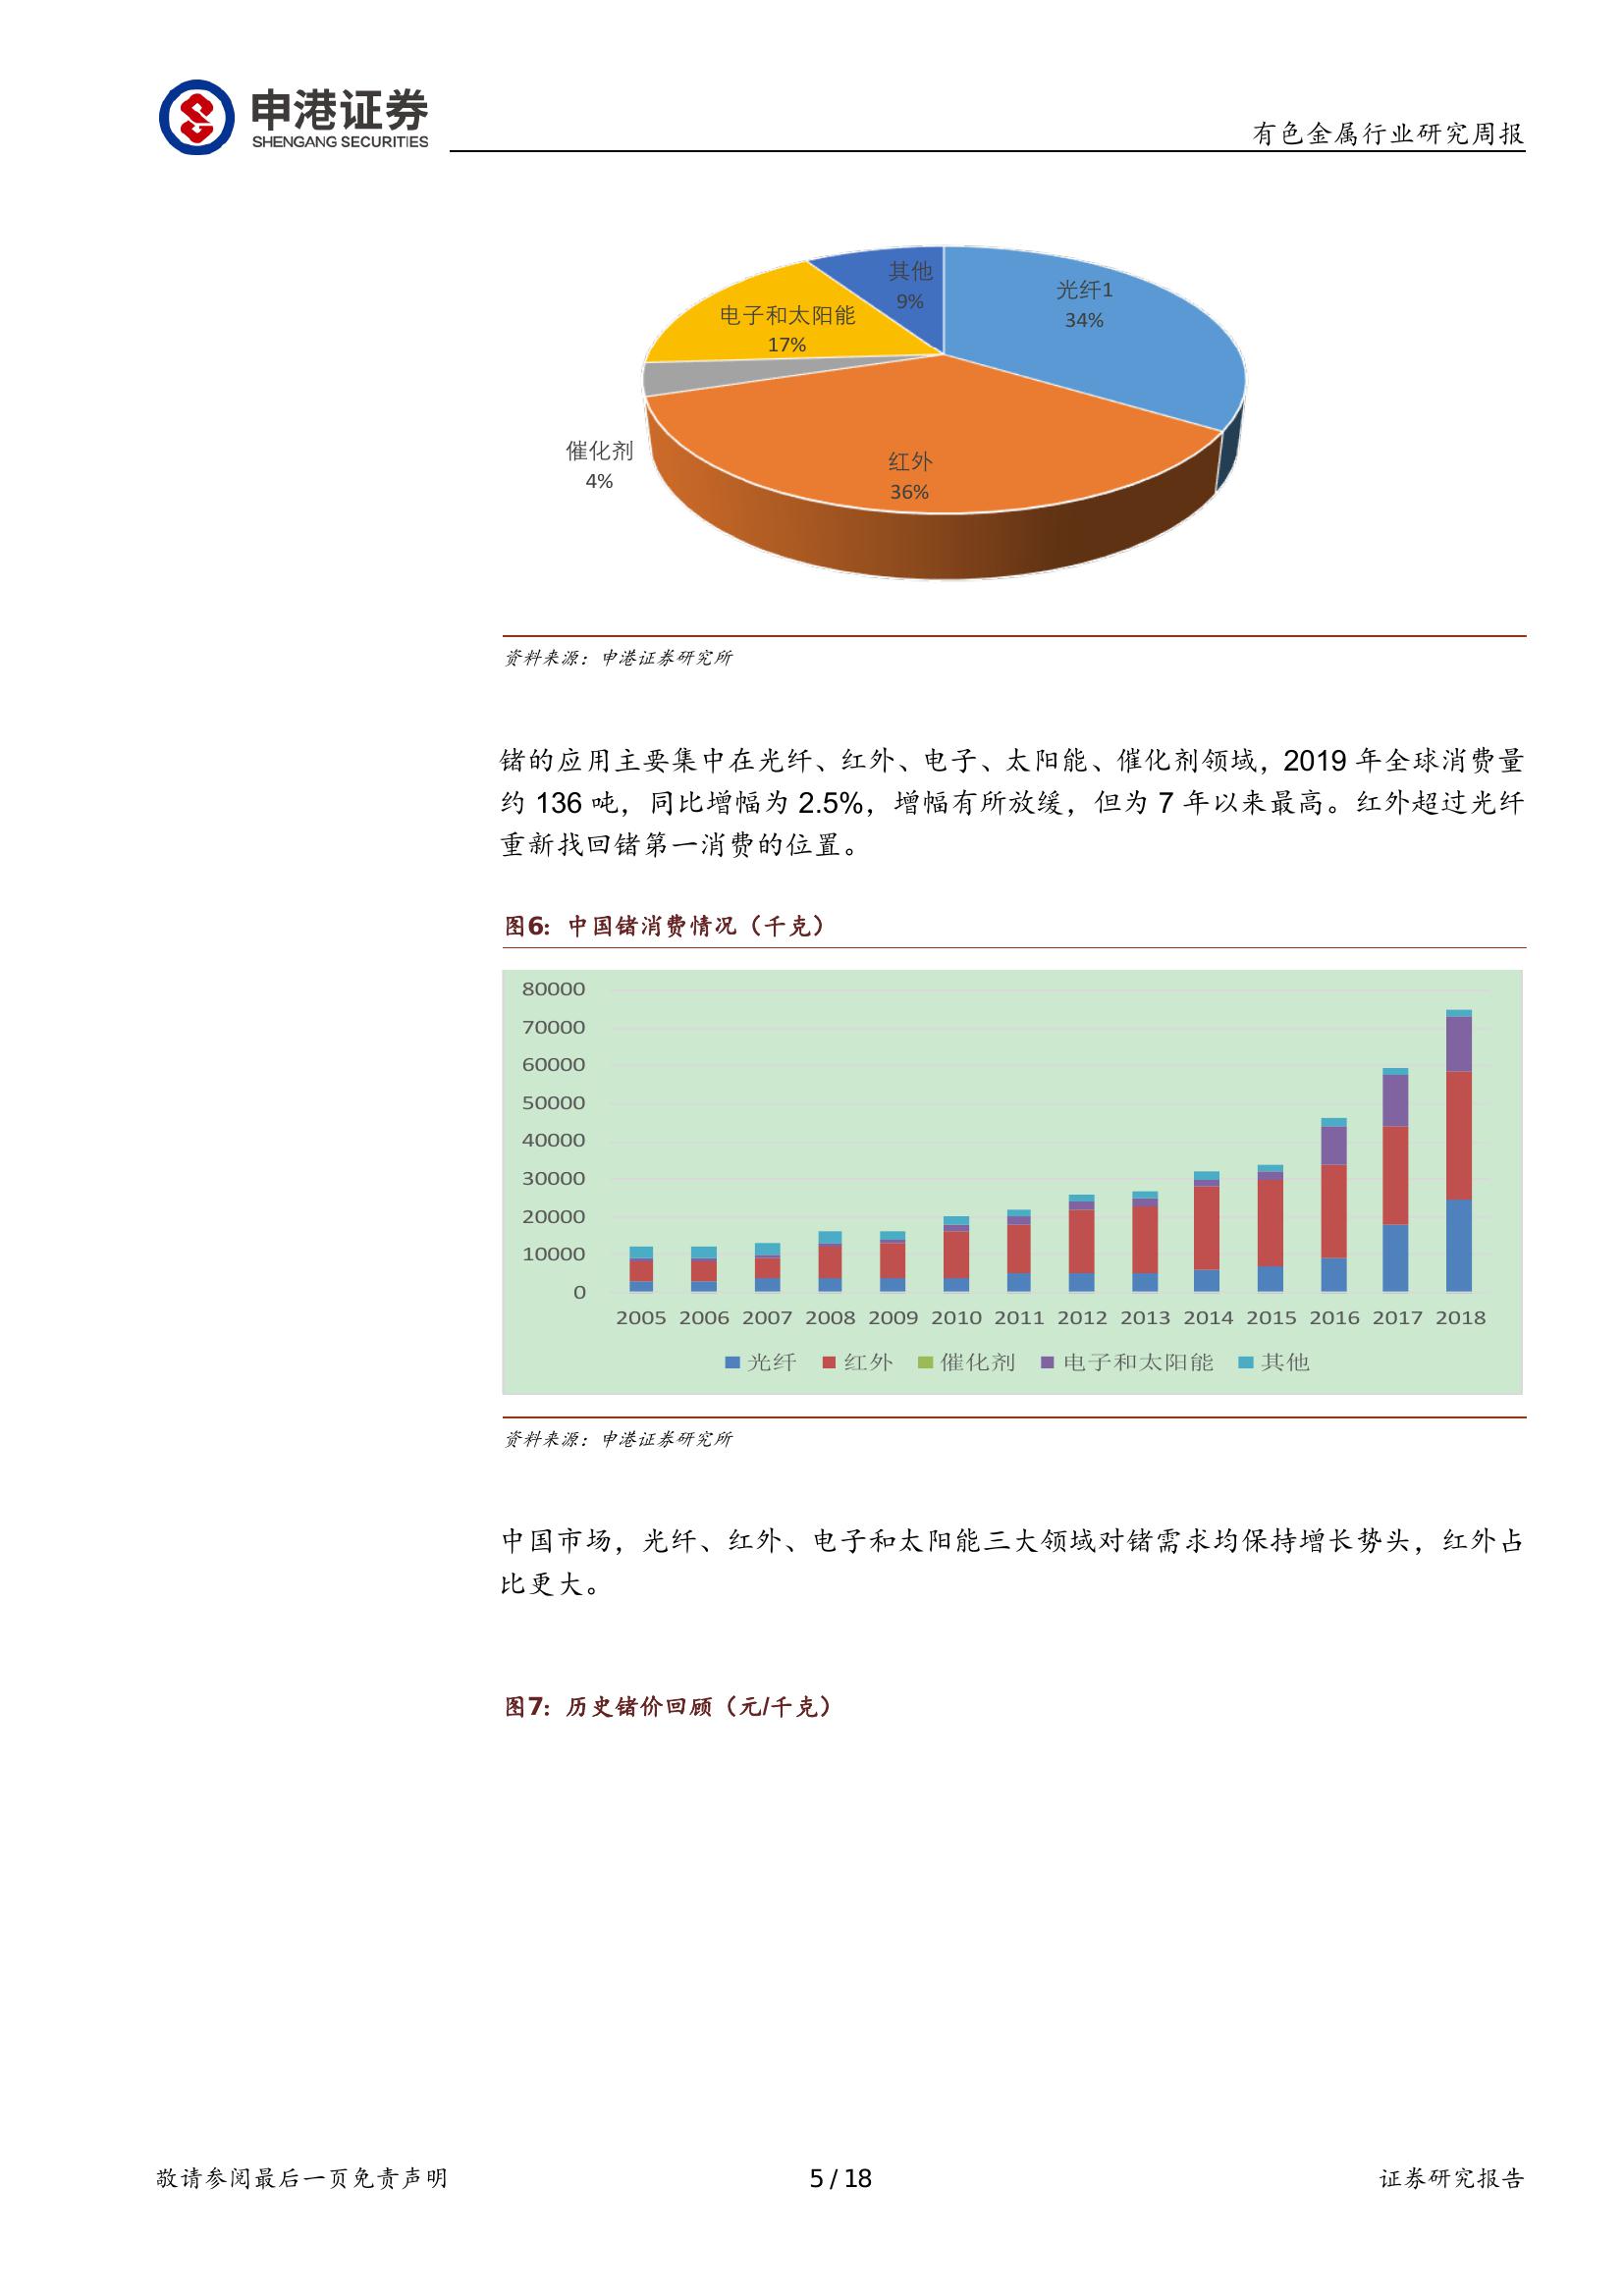 申港证券
SHENGANG SECURITIES
有色金属行业研究周报
其他
9%
光纤1
34%
电子和太阳能
17%
催化剂
4%
红外
36%
资料来源：申港证券研究所
锗的应用主要集中在光纤、红外、电子、太阳能、催化剂领域，2019 年全球消费量
约 136 吨，同比增幅为 2.5%，增幅有所放缓，但为 7 年以来最高。红外超过光纤
重新找回锗第一消费的位置。
图6：中国锗消费情况（千克）
80000
70000
60000
50000
40000
30000
20000
10000
0
2005 2006 2007 2008 2009 2010 2011 2012 2013 2014 2015 2016 2017 2018
光纤 红外 催化剂 电子和太阳能 其他
资料来源：申港证券研究所
中国市场，光纤、红外、电子和太阳能三大领域对锗需求均保持增长势头，红外占
比更大。
图7：历史锗价回顾（元/千克）
敬请参阅最后一页免责声明 5 / 18 证券研究报告